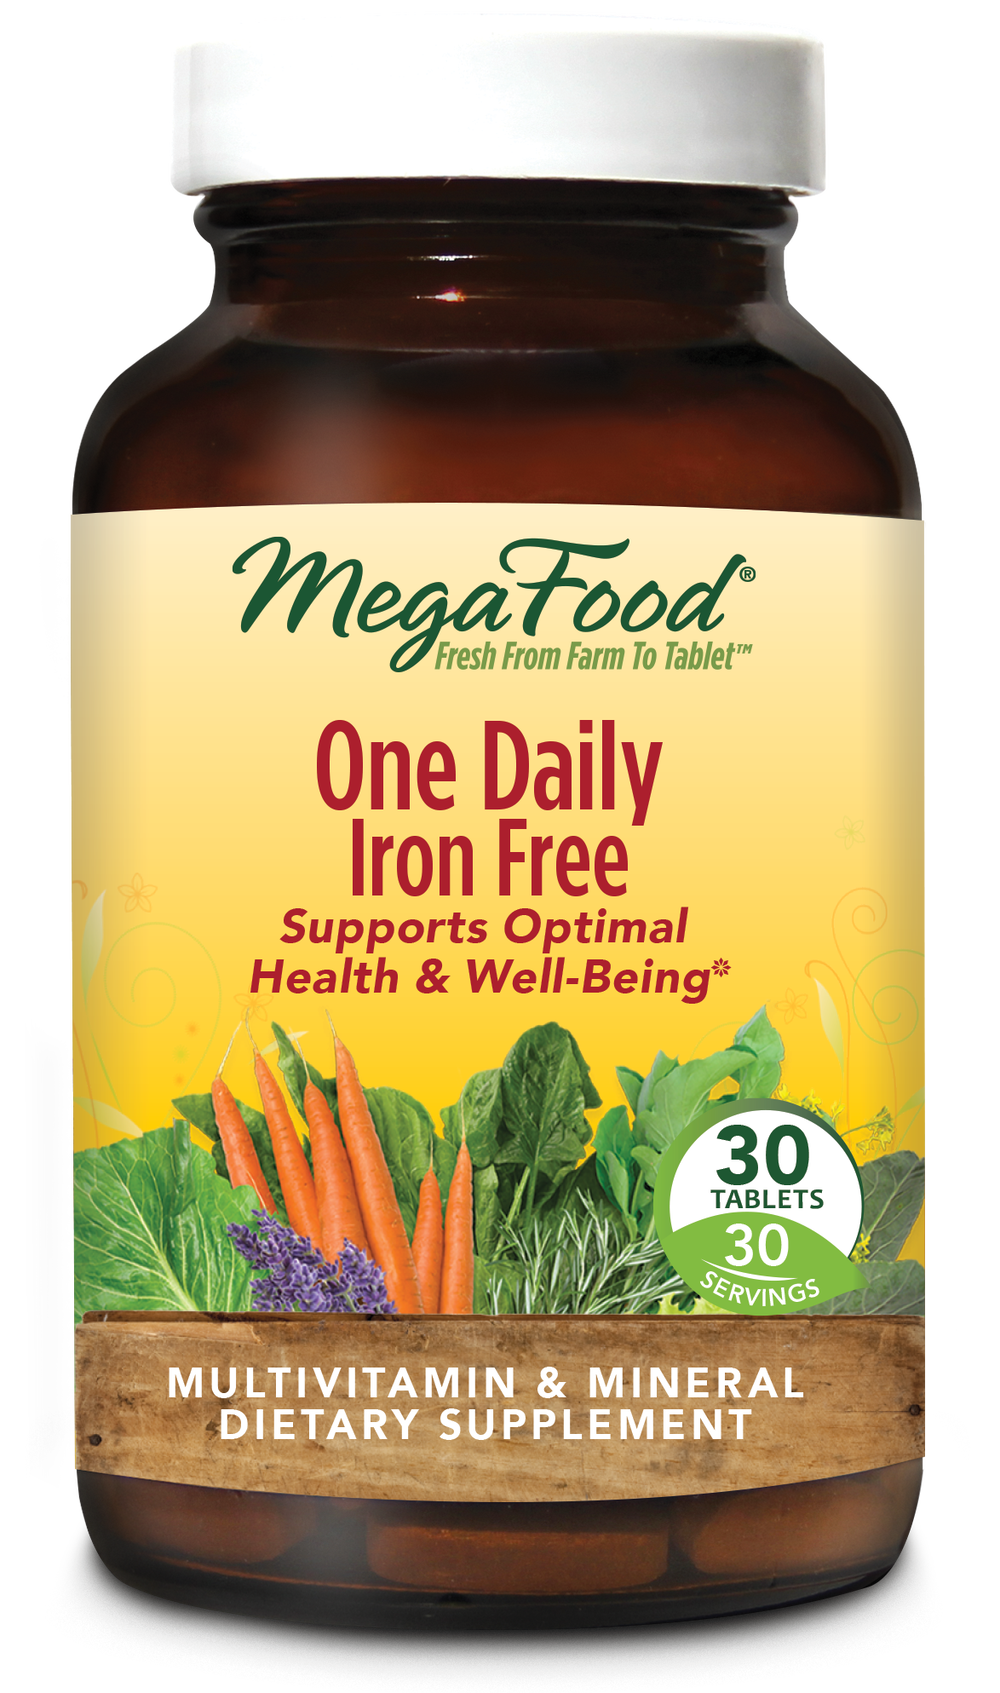 MegaFood®
Fresh From Farm To Tablet™
One Daily
Iron Free
Supports Optimal
Health & Well-Being*
30
TABLETS
30
SERVINGS
MULTIVITAMIN & MINERAL
DIETARY SUPPLEMENT